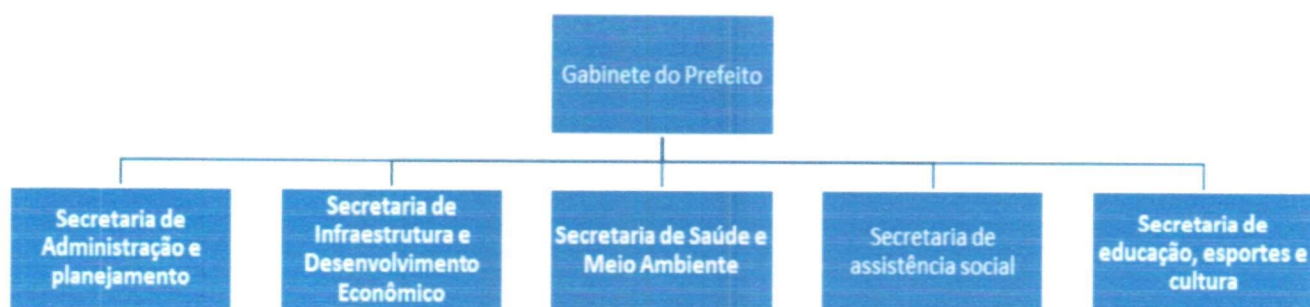 Gabinete do Prefeito
Secretaria de
Administração e
planejamento
Secretaria de
Infraestrutura e
Desenvolvimento
Econômico
Secretaria de Saúde e
Meio Ambiente
Secretaria de
assistência social
Secretaria de
educação, esportes e
cultura